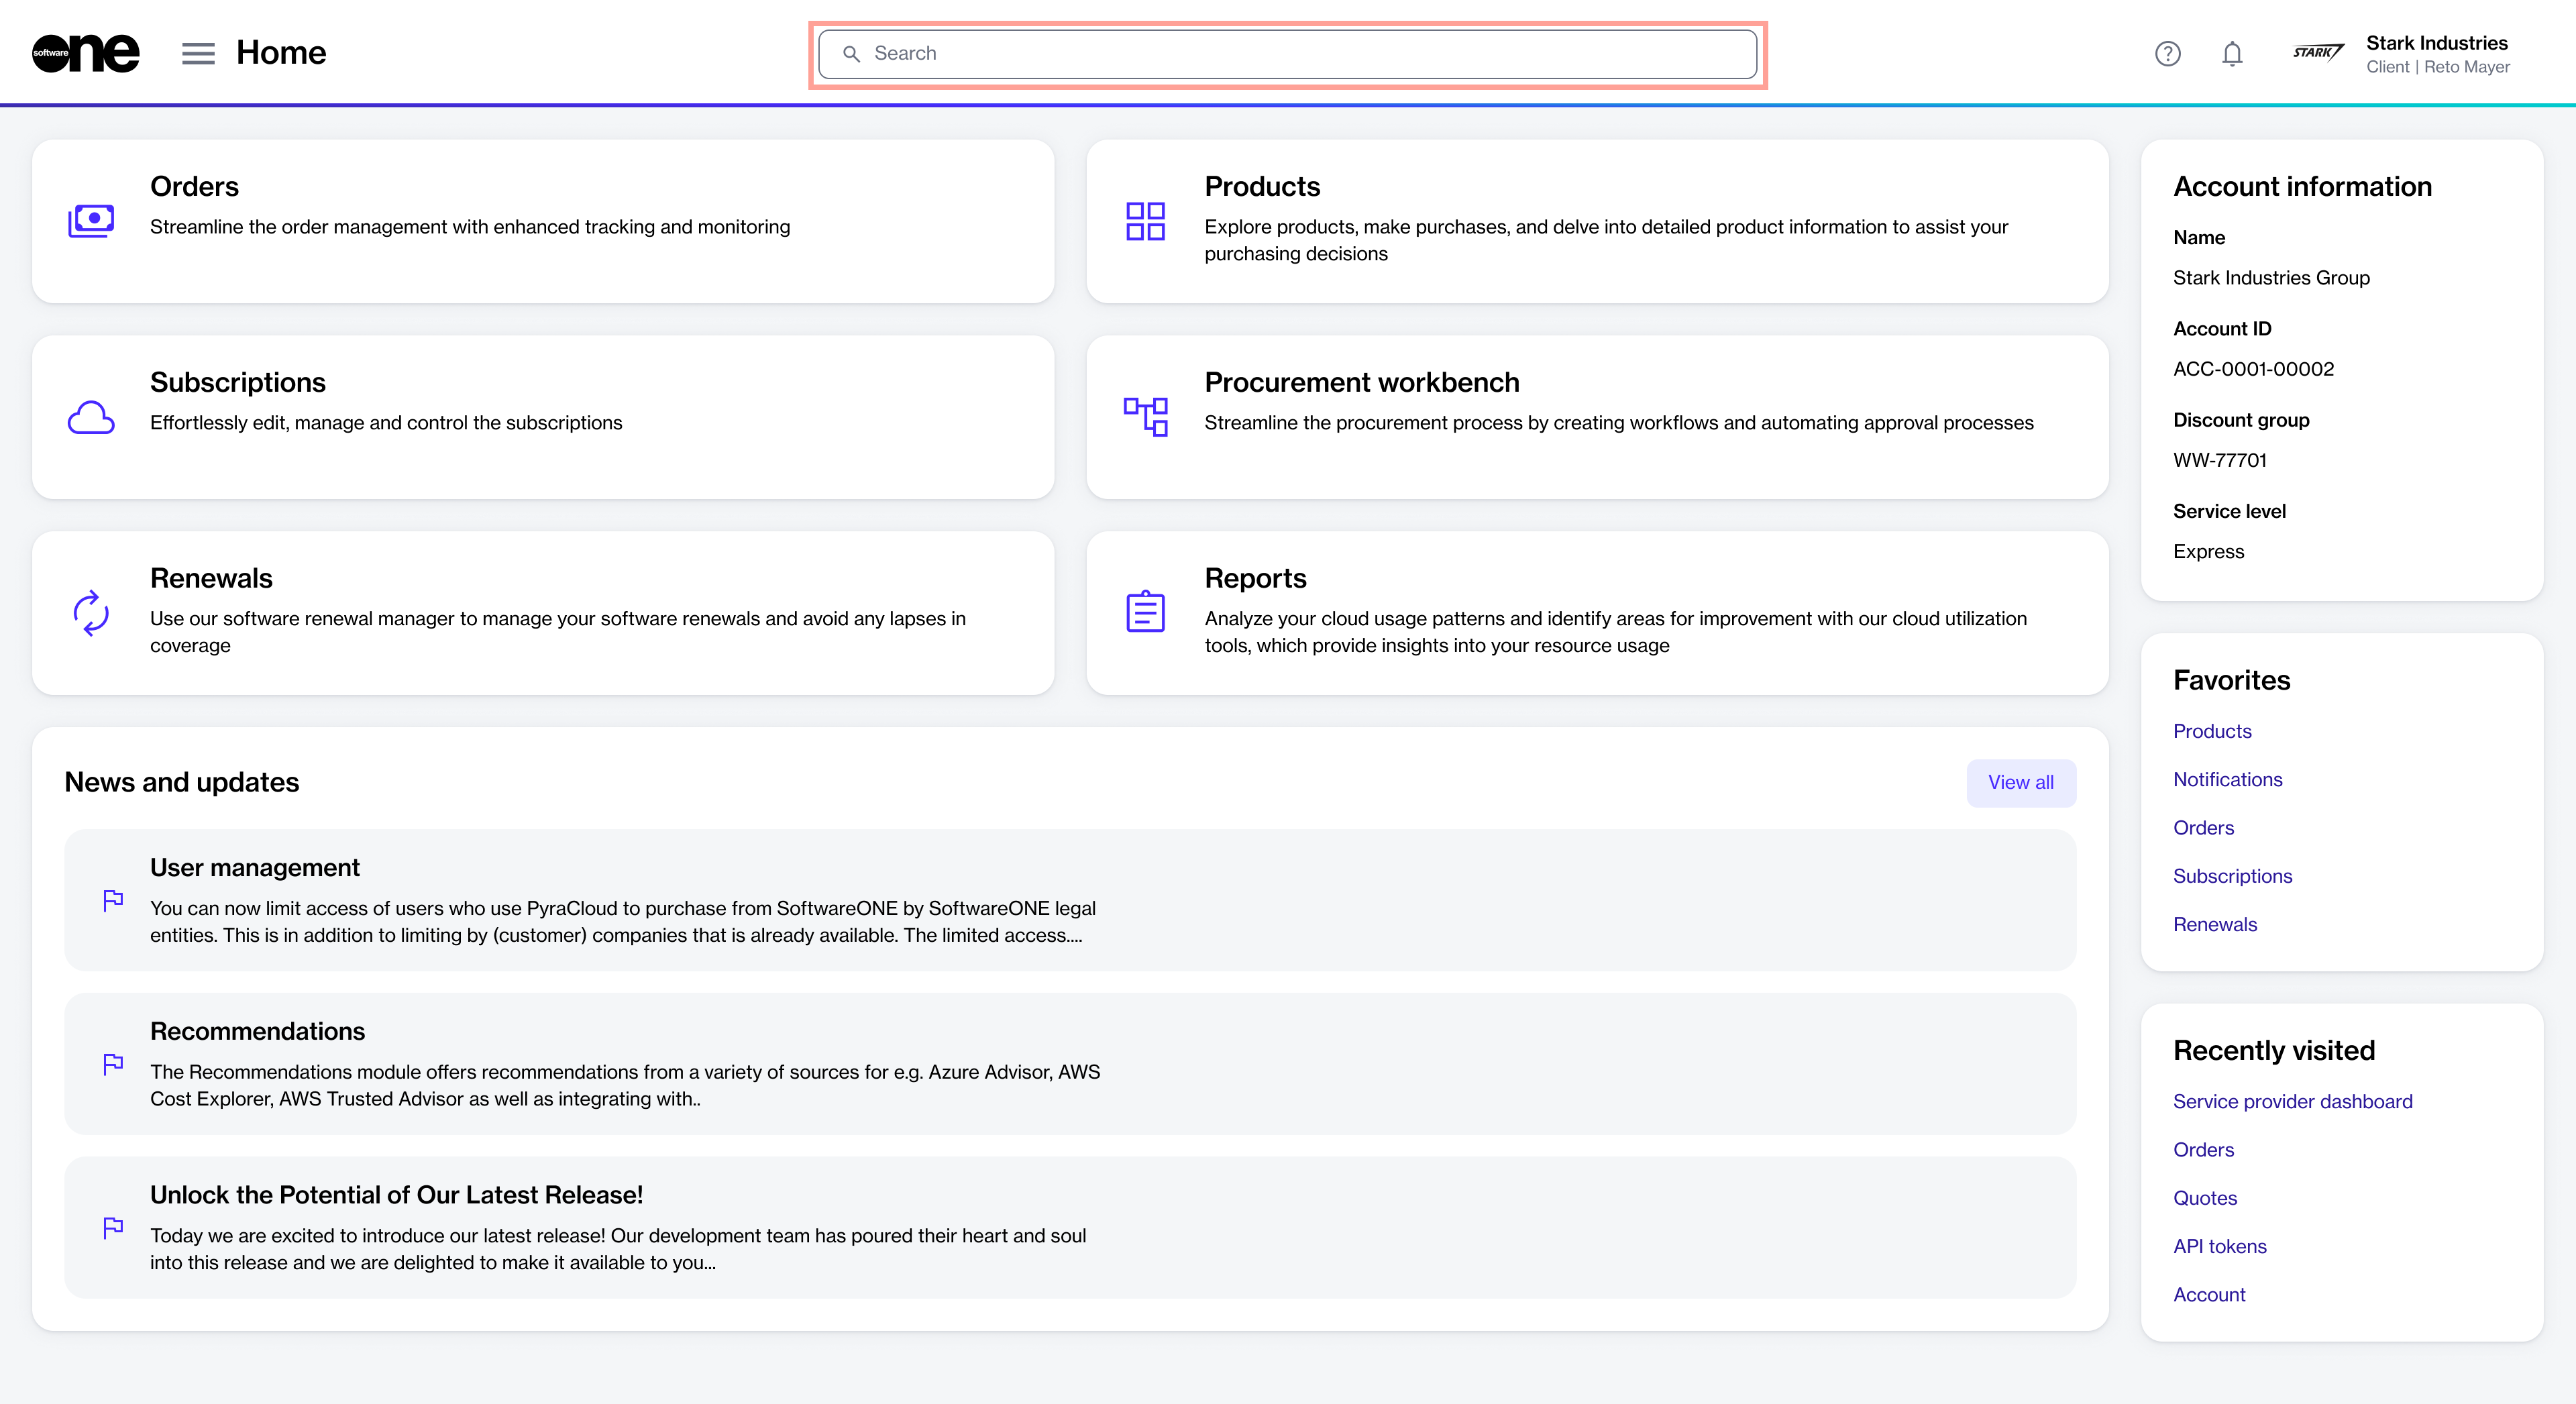 software one
Home
Search
STARK
Stark Industries
Client | Reto Mayer
Orders
Streamline the order management with enhanced tracking and monitoring
Products
Explore products, make purchases, and delve into detailed product information to assist your
purchasing decisions
Subscriptions
Effortlessly edit, manage and control the subscriptions
Procurement workbench
Streamline the procurement process by creating workflows and automating approval processes
Renewals
Use our software renewal manager to manage your software renewals and avoid any lapses in
coverage
Reports
Analyze your cloud usage patterns and identify areas for improvement with our cloud utilization
tools, which provide insights into your resource usage
News and updates
View all
User management
You can now limit access of users who use PyraCloud to purchase from SoftwareONE by SoftwareONE legal
entities. This is in addition to limiting by (customer) companies that is already available. The limited access....
Recommendations
The Recommendations module offers recommendations from a variety of sources for e.g. Azure Advisor, AWS
Cost Explorer, AWS Trusted Advisor as well as integrating with..
Unlock the Potential of Our Latest Release!
Today we are excited to introduce our latest release! Our development team has poured their heart and soul
into this release and we are delighted to make it available to you...
Account information
Name
Stark Industries Group
Account ID
ACC-0001-00002
Discount group
WW-77701
Service level
Express
Favorites
Products
Notifications
Orders
Subscriptions
Renewals
Recently visited
Service provider dashboard
Orders
Quotes
API tokens
Account